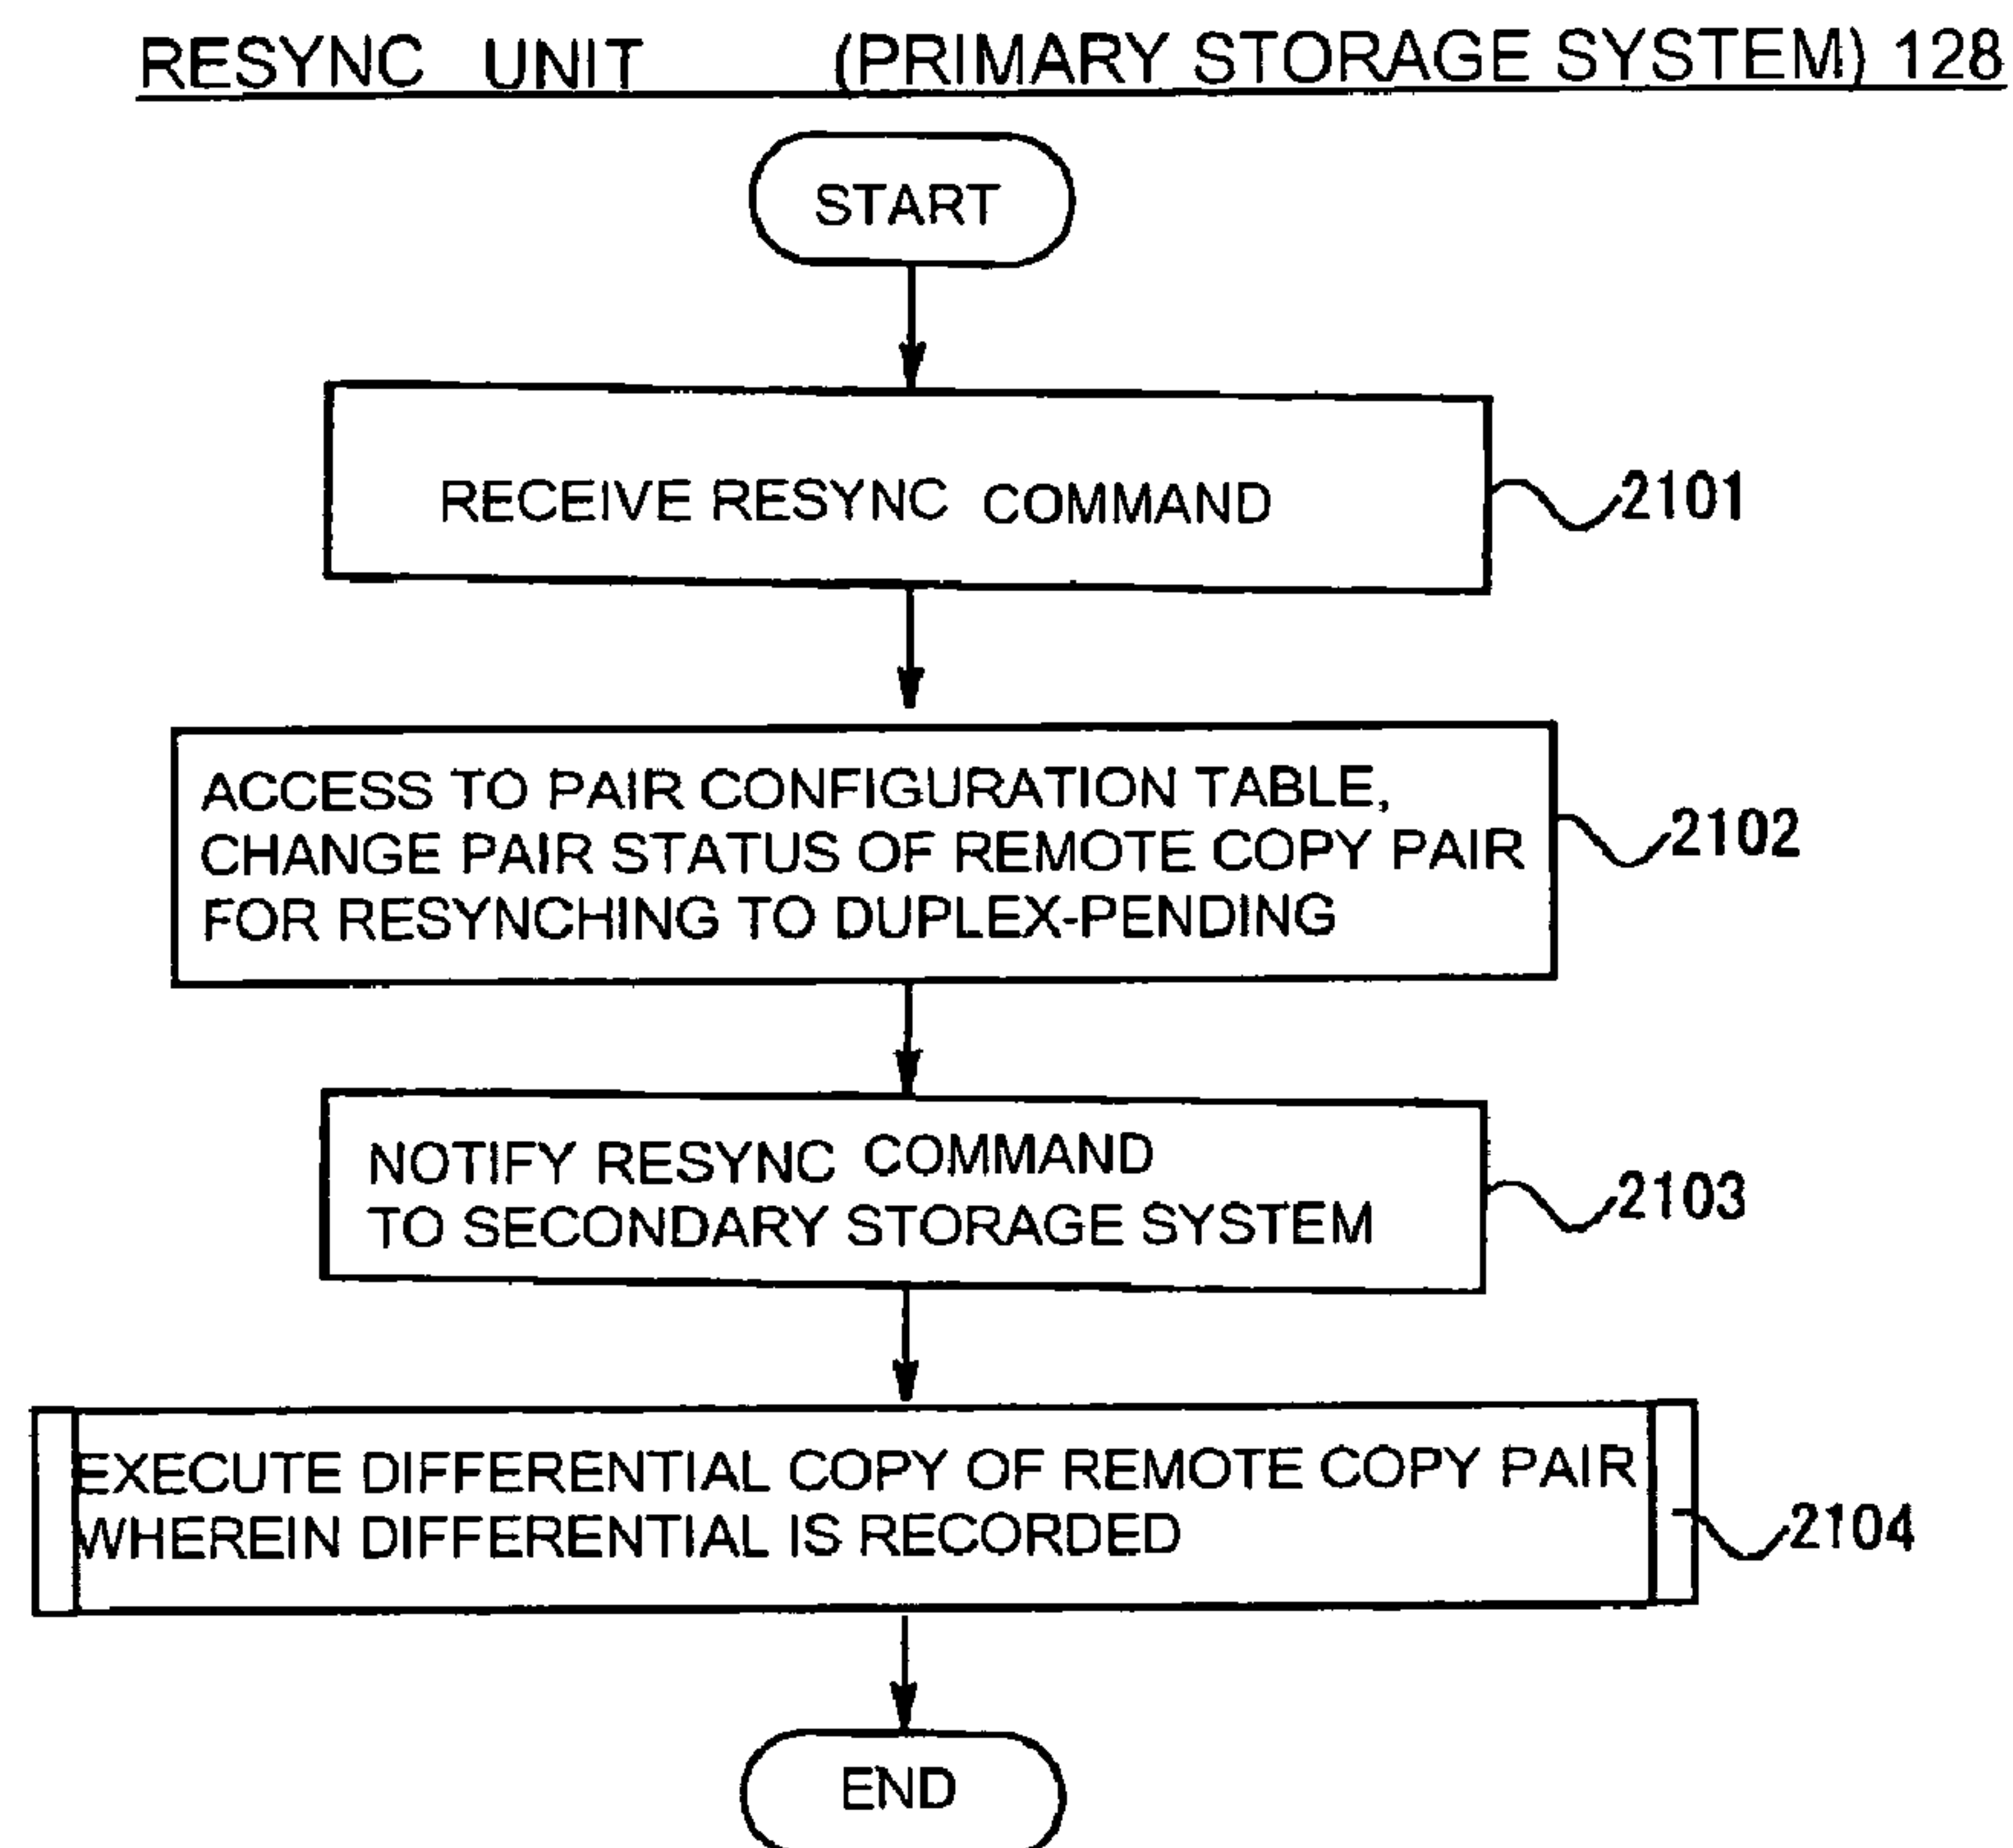 RESYNC UNIT (PRIMARY STORAGE SYSTEM) 128
START
RECEIVE RESYNC COMMAND
2101
ACCESS TO PAIR CONFIGURATION TABLE,
CHANGE PAIR STATUS OF REMOTE COPY PAIR
FOR RESYNCHING TO DUPLEX-PENDING
2102
NOTIFY RESYNC COMMAND
TO SECONDARY STORAGE SYSTEM
2103
EXECUTE DIFFERENTIAL COPY OF REMOTE COPY PAIR
WHEREIN DIFFERENTIAL IS RECORDED
2104
END